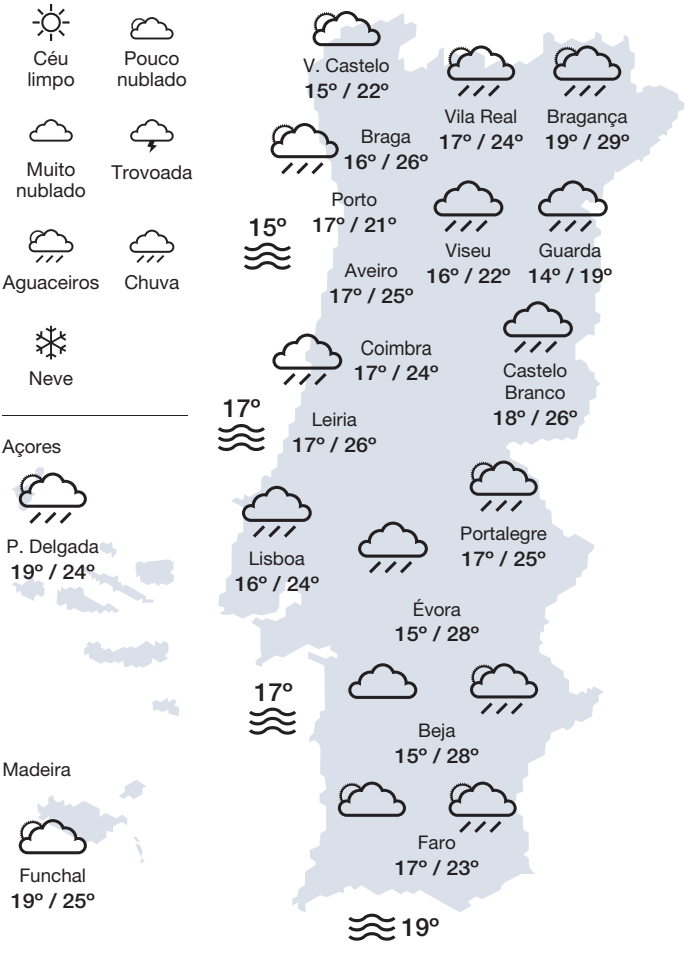 Céu
limpo
Pouco
nublado
Muito
nublado
Trovoada
Aguaceiros
Chuva
Neve
Açores
P. Delgada
19º / 24º
Madeira
Funchal
19º / 25º
V. Castelo
15º / 22º
Vila Real
17º / 24º
Bragança
19º / 29º
Braga
16º / 26º
Porto
17º / 21º
15º
Viseu
16º / 22º
Guarda
14º / 19º
Aveiro
17º / 25º
Coimbra
17º / 24º
Castelo
Branco
18º / 26º
17º
Leiria
17º / 26º
Lisboa
16º / 24º
Portalegre
17º / 25º
Évora
15º / 28º
17º
Beja
15º / 28º
Faro
17º / 23º
19º